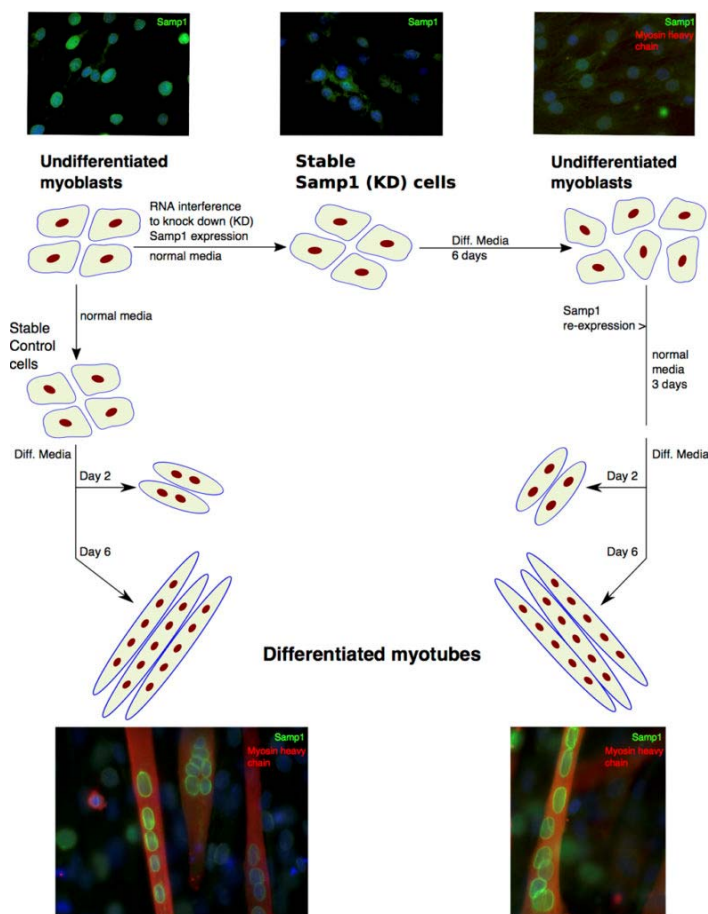 Samp1
Samp1
Samp1
Myosin heavy
chain
Undifferentiated
myoblasts
Stable
Samp1 (KD) cells
Undifferentiated
myoblasts
RNA interference
to knock down (KD)
Samp1 expression
normal media
Diff. Media
6 days
normal media
Stable
Control
cells
Samp1
re-expression >
normal
media
3 days
Diff. Media
Day 2
Day 6
Diff. Media
Day 2
Day 6
Differentiated myotubes
Samp1
Myosin heavy
chain
Samp1
Myosin heavy
chain